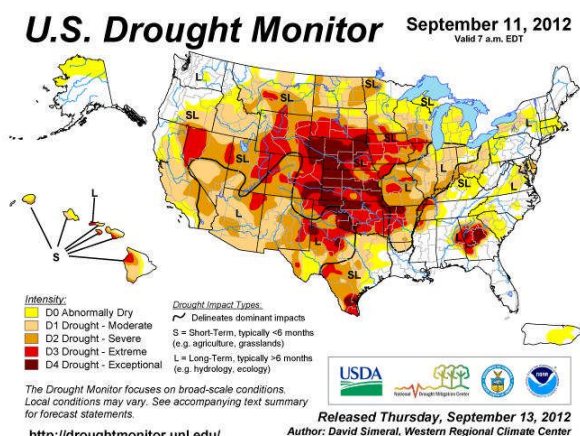 U.S. Drought Monitor
September 11, 2012
Valid 7 a.m. EDT
L
SL
SL
SL
SL
SL
SL
L
L
L
SL
L
L
L
SL
L
L
S
Intensity:
D0 Abnormally Dry
D1 Drought - Moderate
D2 Drought - Severe
D3 Drought - Extreme
D4 Drought - Exceptional
Drought Impact Types:
Delineates dominant impacts
S = Short-Term, typically <6 months
(e.g. agriculture, grasslands)
L = Long-Term, typically >6 months
(e.g. hydrology, ecology)
The Drought Monitor focuses on broad-scale conditions.
Local conditions may vary. See accompanying text summary
for forecast statements.
USDA
National Drought Mitigation Center
NOAA
Released Thursday, September 13, 2012
Author: David Simeral, Western Regional Climate Center
http://droughtmonitor.unl.edu/